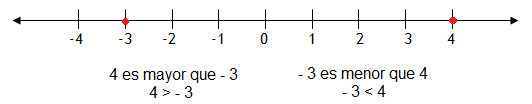 -4 -3 -2 -1 0 1 2 3 4
4 es mayor que - 3
4 > - 3
- 3 es menor que 4
- 3 < 4